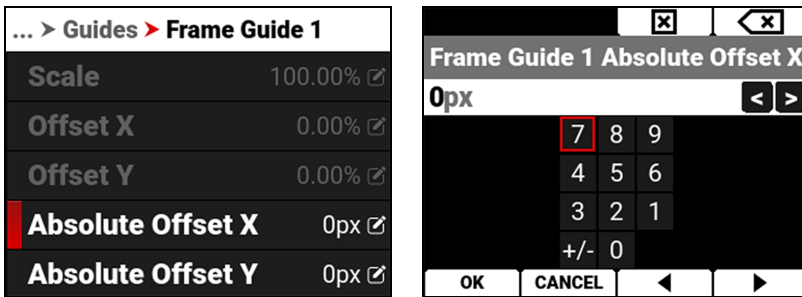 ... > Guides > Frame Guide 1
Scale 100.00%
Offset X 0.00%
Offset Y 0.00%
Absolute Offset X 0px
Absolute Offset Y 0px
Frame Guide 1 Absolute Offset X
0px < >
7 8 9
4 5 6
3 2 1
+/- 0
OK CANCEL